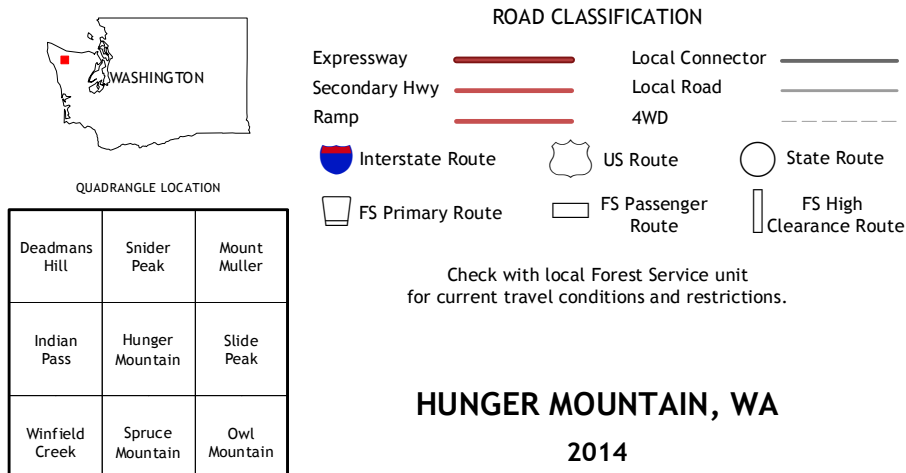 WASHINGTON
QUADRANGLE LOCATION
Deadmans
Hill
Snider
Peak
Mount
Muller
Indian
Pass
Hunger
Mountain
Slide
Peak
Winfield
Creek
Spruce
Mountain
Owl
Mountain
ROAD CLASSIFICATION
Expressway
Local Connector
Secondary Hwy
Local Road
Ramp
4WD
Interstate Route
US Route
State Route
FS Primary Route
FS Passenger
Route
FS High
Clearance Route
Check with local Forest Service unit
for current travel conditions and restrictions.
HUNGER MOUNTAIN, WA
2014